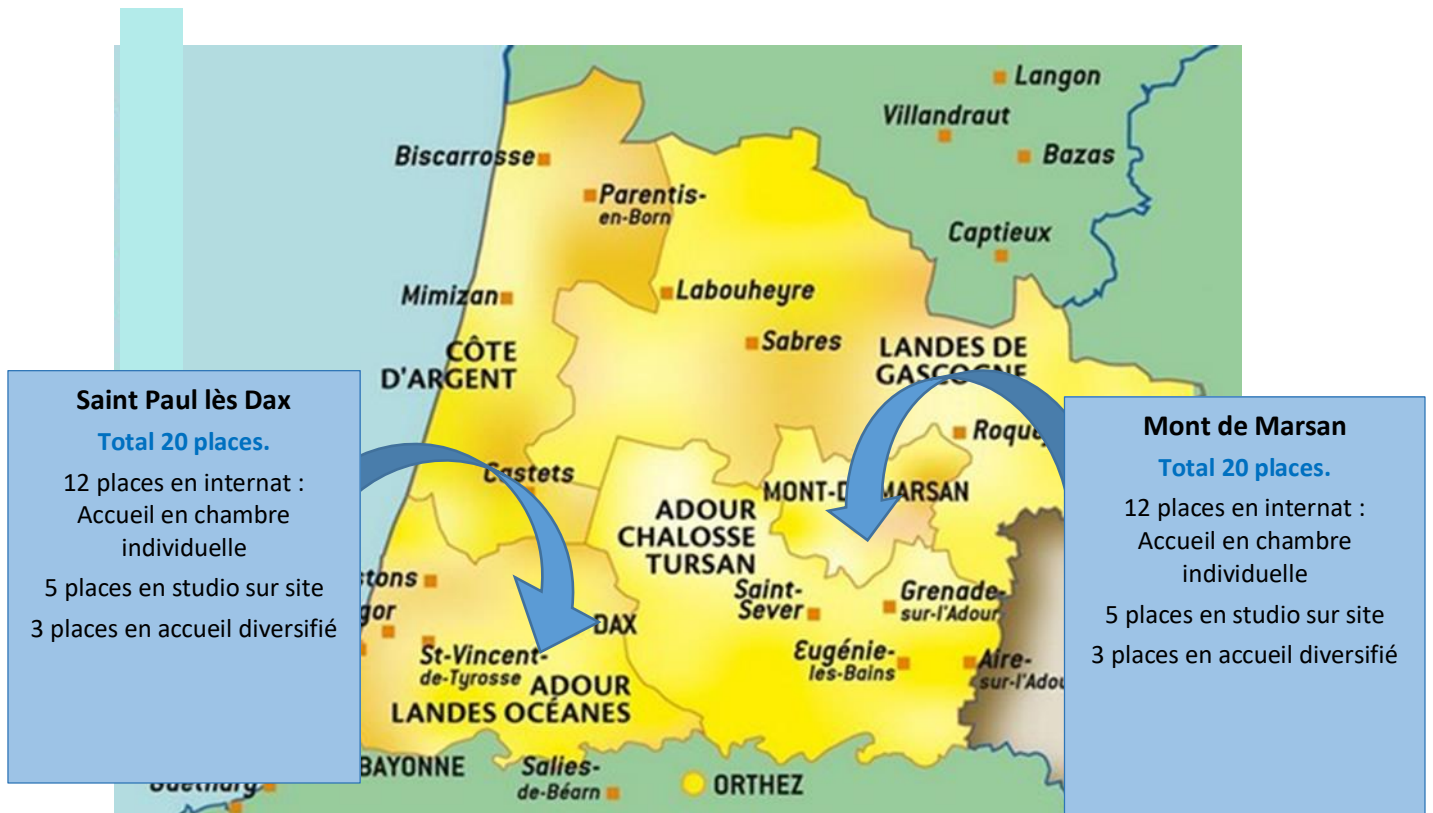 Langon
Villandraut
Bazas
Biscarrosse
Parentis-
en-Born
Captieux
Mimizan
Labouheyre
Sabres
CÔTE
D'ARGENT
LANDES DE
GASCOGNE
Castets
MONT-D MARSAN
ADOUR
CHALOSSE
TURSAN
Saint-
Sever
Grenade-
sur-l'Adour
DAX
St-Vincent-
de-Tyrosse
Eugénie-
les-Bains
Aire-
ADOUR
LANDES OCÉANES
BAYONNE
Salies-
de-Béarn
ORTHEZ
Saint Paul lès Dax
Total 20 places.
12 places en internat :
Accueil en chambre
individuelle
5 places en studio sur site
3 places en accueil diversifié
Mont de Marsan
Total 20 places.
12 places en internat :
Accueil en chambre
individuelle
5 places en studio sur site
3 places en accueil diversifié